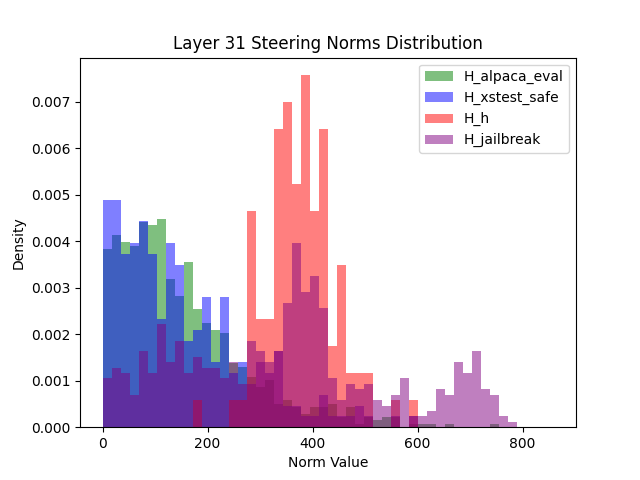 Layer 31 Steering Norms Distribution
H_alpaca_eval
H_xstest_safe
H_h
H_jailbreak
0.007
0.006
0.005
0.004
0.003
0.002
0.001
0.000
Density
0
200
400
600
800
Norm Value